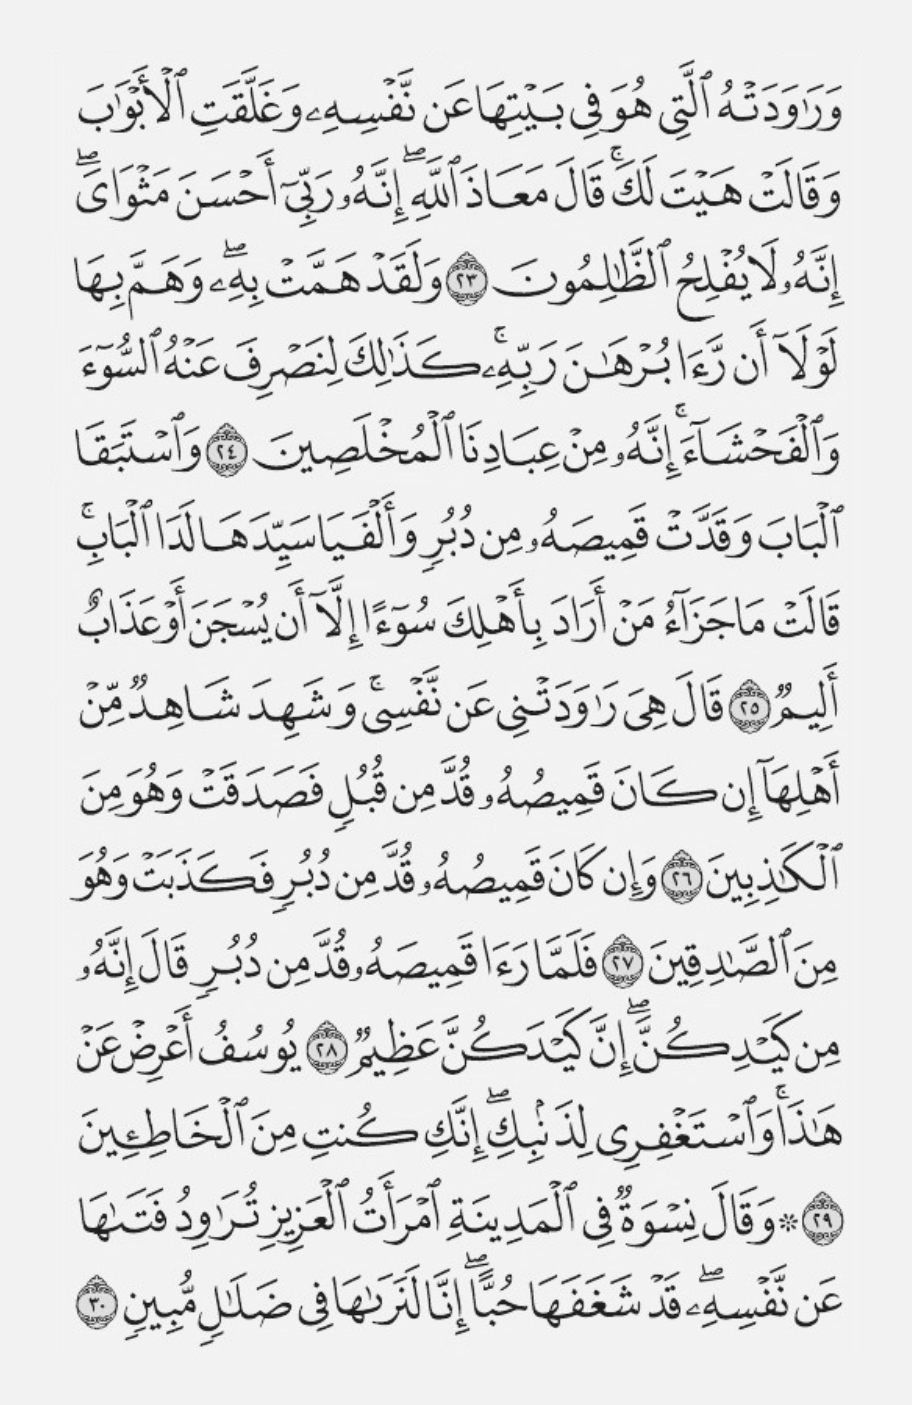 وَرَٰوَدَتْهُ ٱلَّتِى هُوَ فِى بَيْتِهَا عَن نَّفْسِهِۦ وَغَلَّقَتِ ٱلْأَبْوَٰبَ
وَقَالَتْ هَيْتَ لَكَ ۚ قَالَ مَعَاذَ ٱللَّهِ ۖ إِنَّهُۥ رَبِّىٓ أَحْسَنَ مَثْوَاىَ ۖ
إِنَّهُۥ لَا يُفْلِحُ ٱلظَّٰلِمُونَ ٢٣ وَلَقَدْ هَمَّتْ بِهِۦ ۖ وَهَمَّ بِهَا
لَوْلَآ أَن رَّءَا بُرْهَٰنَ رَبِّهِۦ ۚ كَذَٰلِكَ لِنَصْرِفَ عَنْهُ ٱلسُّوٓءَ
وَٱلْفَحْشَآءَ ۚ إِنَّهُۥ مِنْ عِبَادِنَا ٱلْمُخْلَصِينَ ٢٤ وَٱسْتَبَقَا
ٱلْبَابَ وَقَدَّتْ قَمِيصَهُۥ مِن دُبُرٍ وَأَلْفَيَا سَيِّدَهَا لَدَا ٱلْبَابِ ۚ
قَالَتْ مَا جَزَآءُ مَنْ أَرَادَ بِأَهْلِكَ سُوٓءًا إِلَّآ أَن يُسْجَنَ أَوْ عَذَابٌ
أَلِيمٌ ٢٥ قَالَ هِىَ رَٰوَدَتْنِى عَن نَّفْسِى ۚ وَشَهِدَ شَاهِدٌ مِّنْ
أَهْلِهَآ إِن كَانَ قَمِيصُهُۥ قُدَّ مِن قُبُلٍ فَصَدَقَتْ وَهُوَ مِنَ
ٱلْكَٰذِبِينَ ٢٦ وَإِن كَانَ قَمِيصُهُۥ قُدَّ مِن دُبُرٍ فَكَذَبَتْ وَهُوَ
مِنَ ٱلصَّٰدِقِينَ ٢٧ فَلَمَّا رَءَا قَمِيصَهُۥ قُدَّ مِن دُبُرٍ قَالَ إِنَّهُۥ
مِن كَيْدِكُنَّ ۖ إِنَّ كَيْدَكُنَّ عَظِيمٌ ٢٨ يُوسُفُ أَعْرِضْ عَنْ
هَٰذَا ۚ وَٱسْتَغْفِرِى لِذَنۢبِكِ ۖ إِنَّكِ كُنتِ مِنَ ٱلْخَاطِـِٔينَ
٢٩ ۞ وَقَالَ نِسْوَةٌ فِى ٱلْمَدِينَةِ ٱمْرَأَتُ ٱلْعَزِيزِ تُرَٰوِدُ فَتَىٰهَا
عَن نَّفْسِهِۦ ۖ قَدْ شَغَفَهَا حُبًّا ۖ إِنَّا لَنَرَىٰهَا فِى ضَلَٰلٍ مُّبِينٍ ٣٠